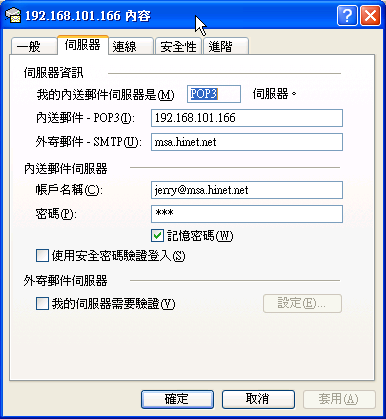 192.168.101.166 內容
一般 伺服器 連線 安全性 進階
伺服器資訊
我的內送郵件伺服器是(M) POP3 伺服器。
內送郵件 - POP3(I): 192.168.101.166
外寄郵件 - SMTP(U): msa.hinet.net
內送郵件伺服器
帳戶名稱(C): jerry@msa.hinet.net
密碼(P): ***
記憶密碼(W)
使用安全密碼驗證登入(S)
外寄郵件伺服器
我的伺服器需要驗證(V) 設定(E)...
確定 取消 套用(A)